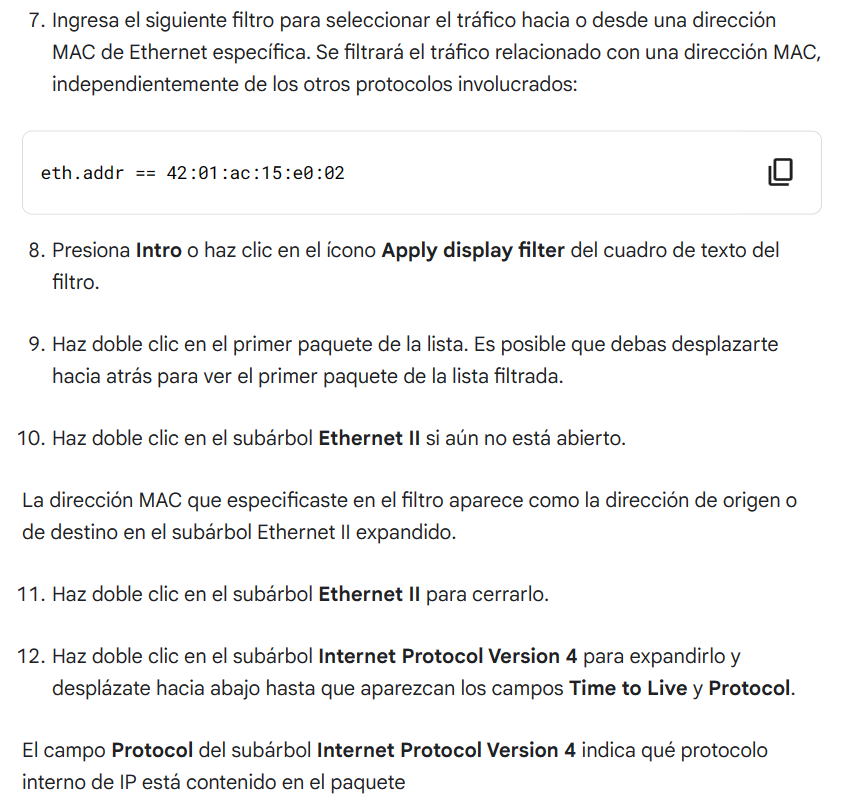 7. Ingresa el siguiente filtro para seleccionar el tráfico hacia o desde una dirección
MAC de Ethernet específica. Se filtrará el tráfico relacionado con una dirección MAC,
independientemente de los otros protocolos involucrados:
eth.addr == 42:01:ac:15:e0:02
8. Presiona Intro o haz clic en el ícono Apply display filter del cuadro de texto del
filtro.
9. Haz doble clic en el primer paquete de la lista. Es posible que debas desplazarte
hacia atrás para ver el primer paquete de la lista filtrada.
10. Haz doble clic en el subárbol Ethernet II si aún no está abierto.
La dirección MAC que especificaste en el filtro aparece como la dirección de origen o
de destino en el subárbol Ethernet II expandido.
11. Haz doble clic en el subárbol Ethernet II para cerrarlo.
12. Haz doble clic en el subárbol Internet Protocol Version 4 para expandirlo y
desplázate hacia abajo hasta que aparezcan los campos Time to Live y Protocol.
El campo Protocol del subárbol Internet Protocol Version 4 indica qué protocolo
interno de IP está contenido en el paquete